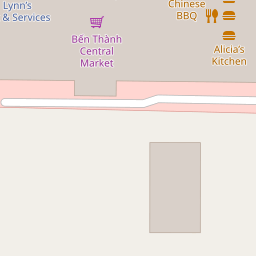 Lynn's
& Services
Bến Thành
Central
Market
Chinese
BBQ
Alicia's
Kitchen